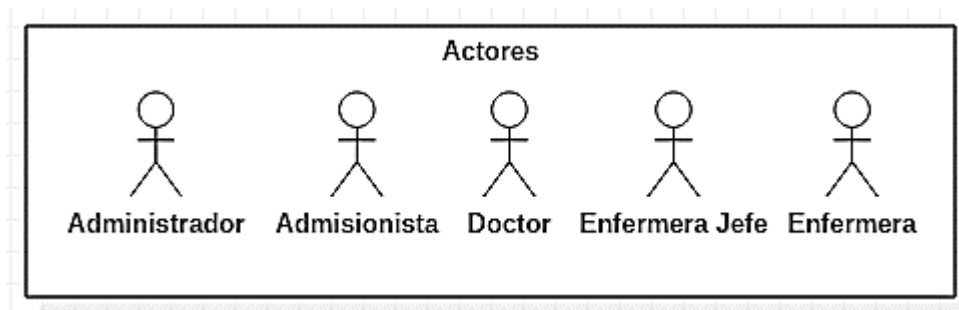 Actores
Administrador Admisionista Doctor Enfermera Jefe Enfermera